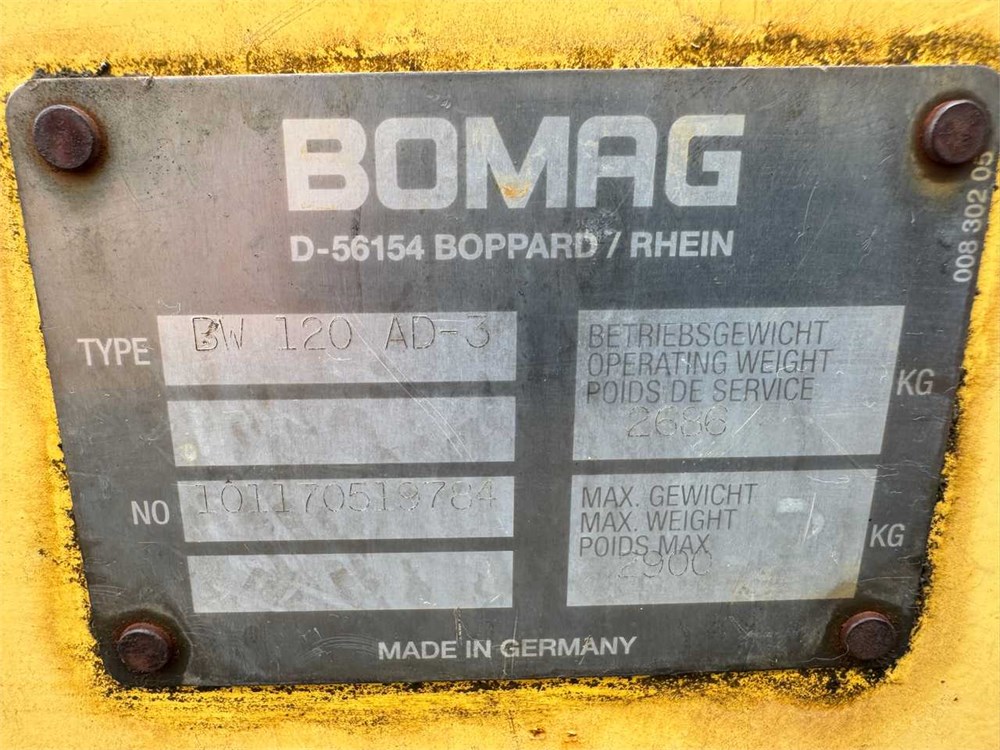 BOMAG
D-56154 BOPPARD / RHEIN
008 302 05
TYPE BW 120 AD-3
BETRIEBSGEWICHT
OPERATING WEIGHT
POIDS DE SERVICE
2686 KG
NO 101170519784
MAX. GEWICHT
MAX. WEIGHT
POIDS MAX
2900 KG
MADE IN GERMANY